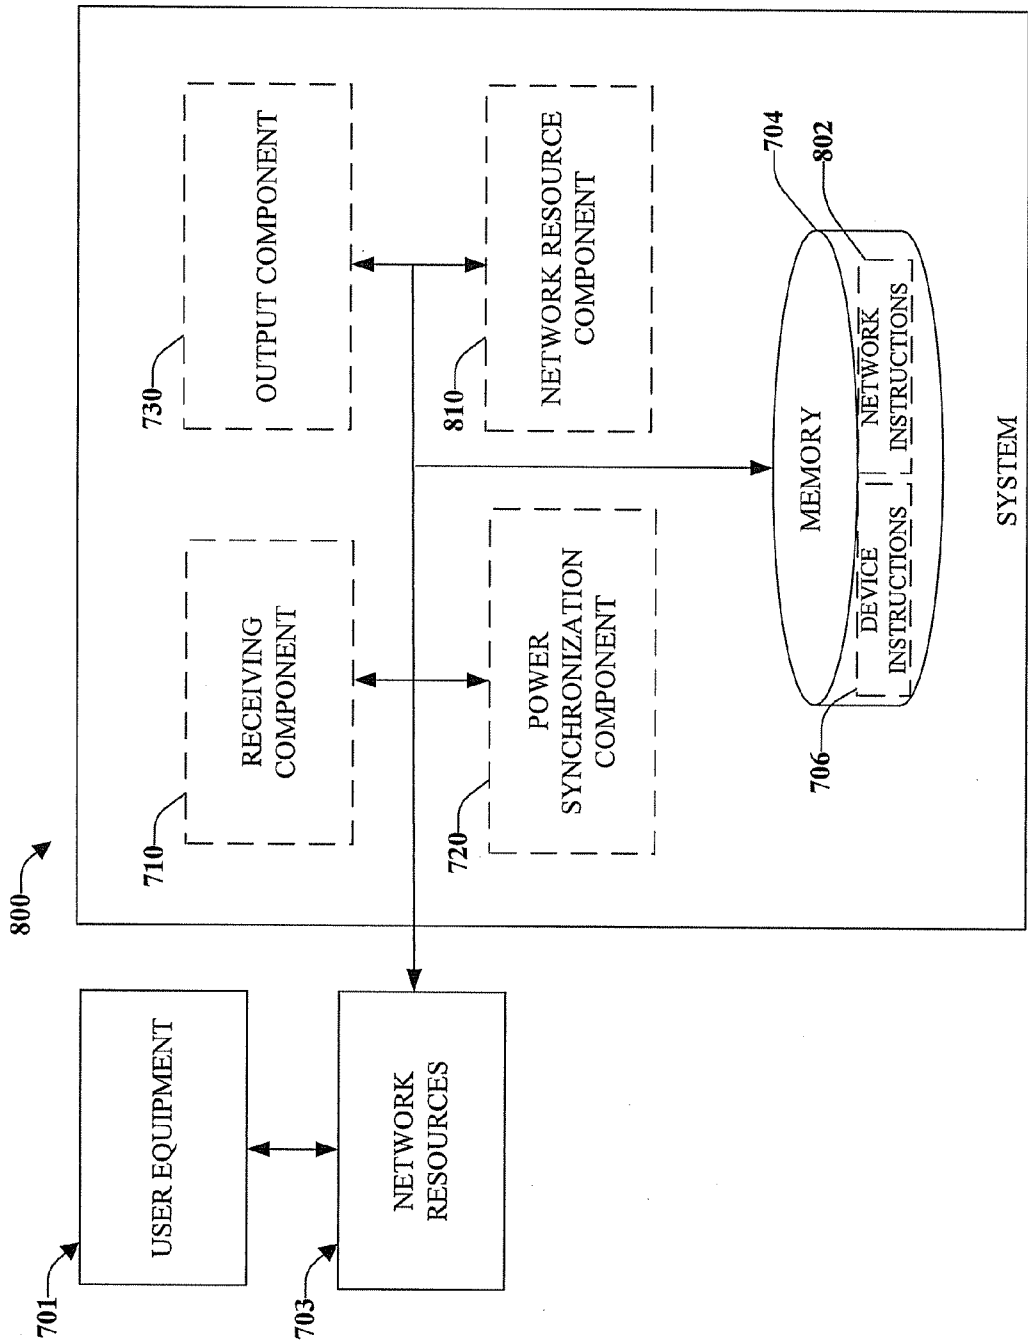 800
701
USER EQUIPMENT
703
NETWORK
RESOURCES
710
RECEIVING
COMPONENT
730
OUTPUT COMPONENT
720
POWER
SYNCHRONIZATION
COMPONENT
810
NETWORK RESOURCE
COMPONENT
704
MEMORY
802
706
DEVICE
INSTRUCTIONS
NETWORK
INSTRUCTIONS
SYSTEM